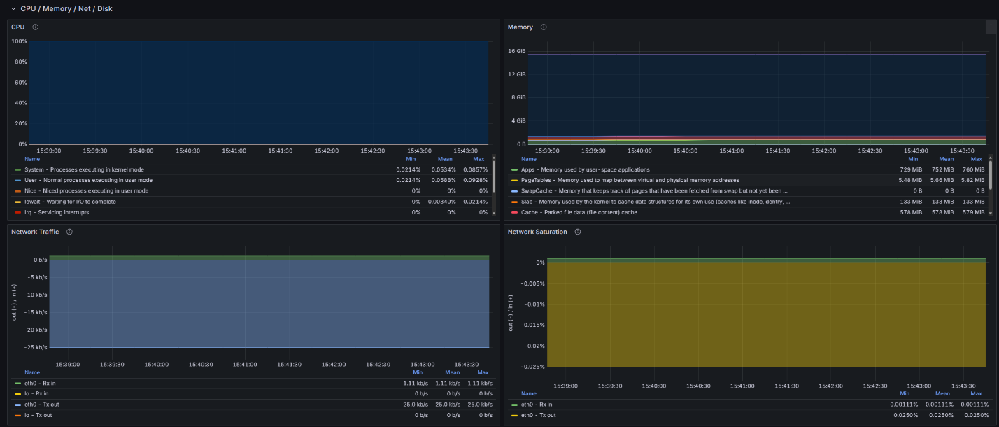 CPU / Memory / Net / Disk
CPU
100%
80%
60%
40%
20%
0%
15:39:00 15:39:30 15:40:00 15:40:30 15:41:00 15:41:30 15:42:00 15:42:30 15:43:00 15:43:30
Name Min Mean Max
System - Processes executing in kernel mode 0.0214% 0.0534% 0.0857%
User - Normal processes executing in user mode 0.0214% 0.0588% 0.0928%
Nice - Niced processes executing in user mode 0% 0% 0%
Iowait - Waiting for I/O to complete 0% 0.00340% 0.0214%
Irq - Servicing interrupts 0% 0% 0%
Memory
16 GiB
12 GiB
8 GiB
4 GiB
0 B
15:39:00 15:39:30 15:40:00 15:40:30 15:41:00 15:41:30 15:42:00 15:42:30 15:43:00 15:43:30
Name Min Mean Max
Apps - Memory used by user-space applications 729 MiB 752 MiB 760 MiB
PageTables - Memory used to map between virtual and physical memory addresses 5.48 MiB 5.66 MiB 5.82 MiB
SwapCache - Memory that keeps track of pages that have been fetched from swap but not yet been ... 0 B 0 B 0 B
Slab - Memory used by the kernel to cache data structures for its own use (caches like inode, dentry, ... 133 MiB 133 MiB 133 MiB
Cache - Parked file data (file content) cache 578 MiB 578 MiB 579 MiB
Network Traffic
out (-) / in (+)
0 b/s
-5 kb/s
-10 kb/s
-15 kb/s
-20 kb/s
-25 kb/s
15:39:00 15:39:30 15:40:00 15:40:30 15:41:00 15:41:30 15:42:00 15:42:30 15:43:00 15:43:30
Name Min Mean Max
eth0 - Rx in 1.11 kb/s 1.11 kb/s 1.11 kb/s
lo - Rx in 0 b/s 0 b/s 0 b/s
eth0 - Tx out 25.0 kb/s 25.0 kb/s 25.0 kb/s
lo - Tx out 0 b/s 0 b/s 0 b/s
Network Saturation
out (-) / in (+)
0%
-0.005%
-0.01%
-0.015%
-0.02%
-0.025%
15:39:00 15:39:30 15:40:00 15:40:30 15:41:00 15:41:30 15:42:00 15:42:30 15:43:00 15:43:30
Name Min Mean Max
eth0 - Rx in 0.00111% 0.00111% 0.00111%
eth0 - Tx out 0.0250% 0.0250% 0.0250%